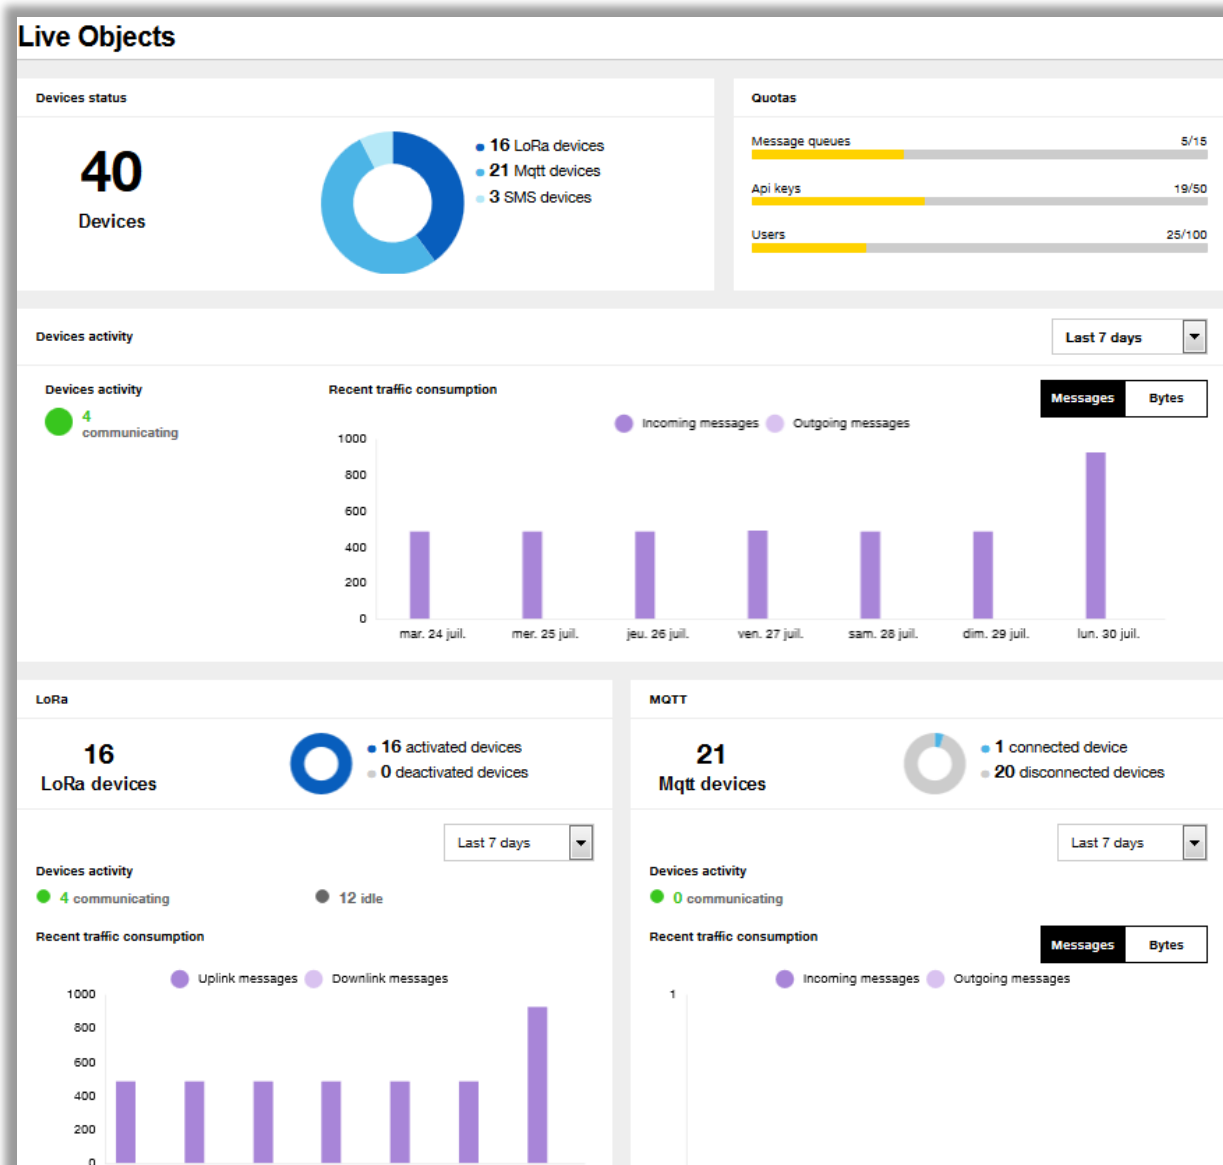 Live Objects
Devices status
40
Devices
16 LoRa devices
21 Mqtt devices
3 SMS devices
Quotas
Message queues 5/15
Api keys 19/50
Users 25/100
Devices activity
Last 7 days
Devices activity
4
communicating
Recent traffic consumption
Messages Bytes
Incoming messages Outgoing messages
1000
800
600
400
200
0
mar. 24 juil. mer. 25 juil. jeu. 26 juil. ven. 27 juil. sam. 28 juil. dim. 29 juil. lun. 30 juil.
LoRa
16
LoRa devices
16 activated devices
0 deactivated devices
Last 7 days
Devices activity
4 communicating 12 idle
Recent traffic consumption
Uplink messages Downlink messages
1000
800
600
400
200
0
MQTT
21
Mqtt devices
1 connected device
20 disconnected devices
Last 7 days
Devices activity
0 communicating
Recent traffic consumption
Messages Bytes
Incoming messages Outgoing messages
1